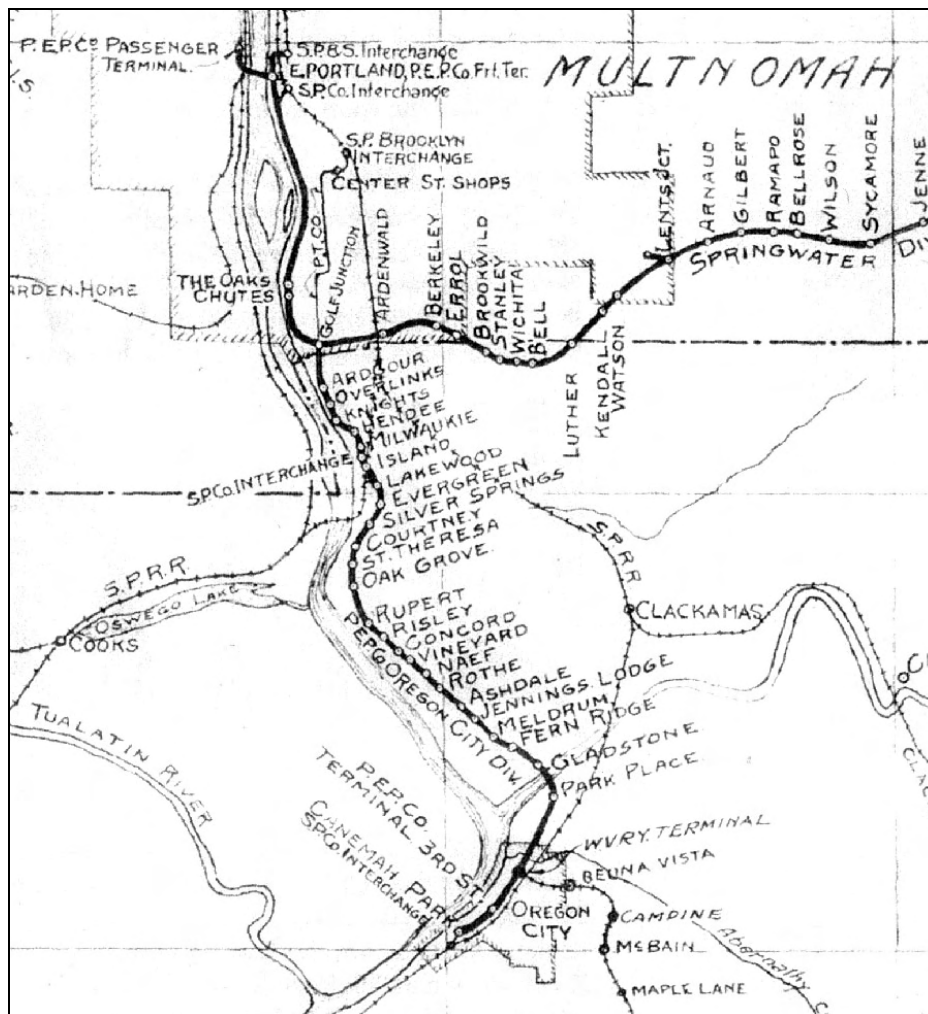 P.E.P.Co PASSENGER
TERMINAL.
S.P.&S. Interchange
E. PORTLAND, P.E.P.Co. Frt. Ter.
S.P.Co. Interchange
MULTNOMAH
S.P. BROOKLYN
INTERCHANGE
CENTER ST. SHOPS
P.T.CO.
GOLF JUNCTION
ARDENWALD
BERKELEY
ERROL
BROOKWILD
STANLEY
WICHITA
BELL
LUTHER
KENDALL
WATSON
LENTS JCT.
ARNAUD
GILBERT
RAMAPO
BELLROSE
WILSON
SYCAMORE
JENNE
SPRINGWATER DIV
THE OAKS
CHUTES
ARDEN-HOME
ARDGOUR
OVERLINKS
KNIGHTS
HENDEE
MILWAUKIE
ISLAND
S.P.Co. INTERCHANGE
LAKEWOOD
EVERGREEN
SILVER SPRINGS
COURTNEY
ST. THERESA
OAK GROVE
S.P.R.R.
OSWEGO LAKE
COOKS
S.P.R.R.
CLACKAMAS
RUPERT
RISLEY
CONCORD
VINEYARD
NAEF
ROTHE
ASHDALE
JENNINGS LODGE
MELDRUM
FERN RIDGE
GLADSTONE
PARK PLACE
OREGON CITY DIV.
TUALATIN RIVER
P.E.P.CO.
TERMINAL 3RD ST
CANEMAH PARK
S.P.Co. INTERCHANGE
W.V.RY. TERMINAL
BEUNA VISTA
OREGON
CITY
CAMDINE
Abernathy
McBAIN
MAPLE LANE